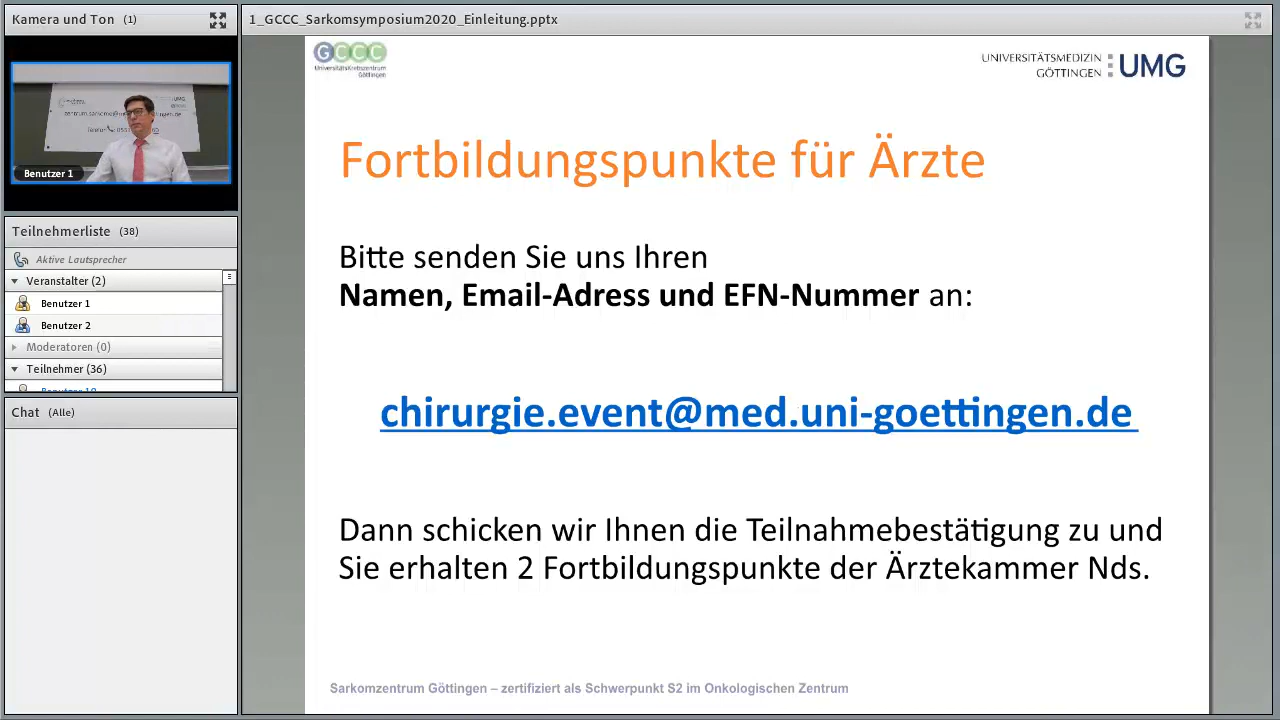 Kamera und Ton (1)
Benutzer 1
Teilnehmerliste (38)
Aktive Lautsprecher
Veranstalter (2)
Benutzer 1
Benutzer 2
Moderatoren (0)
Teilnehmer (36)
Chat (Alle)
1_GCCC_Sarkomsymposium2020_Einleitung.pptx
GCCC
UniversitätsKrebszentrum
Göttingen
UNIVERSITÄTSMEDIZIN
GÖTTINGEN
UMG
Fortbildungspunkte für Ärzte
Bitte senden Sie uns Ihren
Namen, Email-Adress und EFN-Nummer an:
chirurgie.event@med.uni-goettingen.de
Dann schicken wir Ihnen die Teilnahmebestätigung zu und
Sie erhalten 2 Fortbildungspunkte der Ärztekammer Nds.
Sarkomzentrum Göttingen – zertifiziert als Schwerpunkt S2 im Onkologischen Zentrum